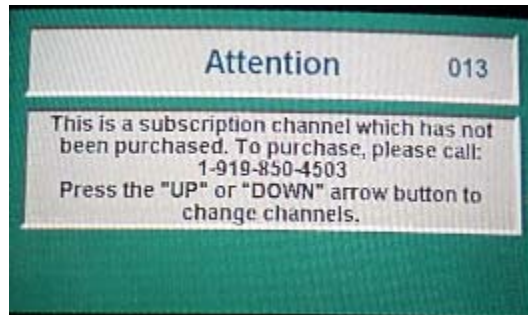 Attention 013
This is a subscription channel which has not
been purchased. To purchase, please call:
1-919-850-4503
Press the "UP" or "DOWN" arrow button to
change channels.